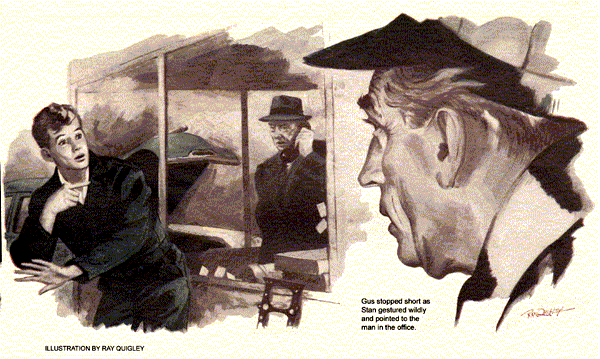 Gus stopped short as
Stan gestured wildly
and pointed to the
man in the office.
ILLUSTRATION BY RAY QUIGLEY